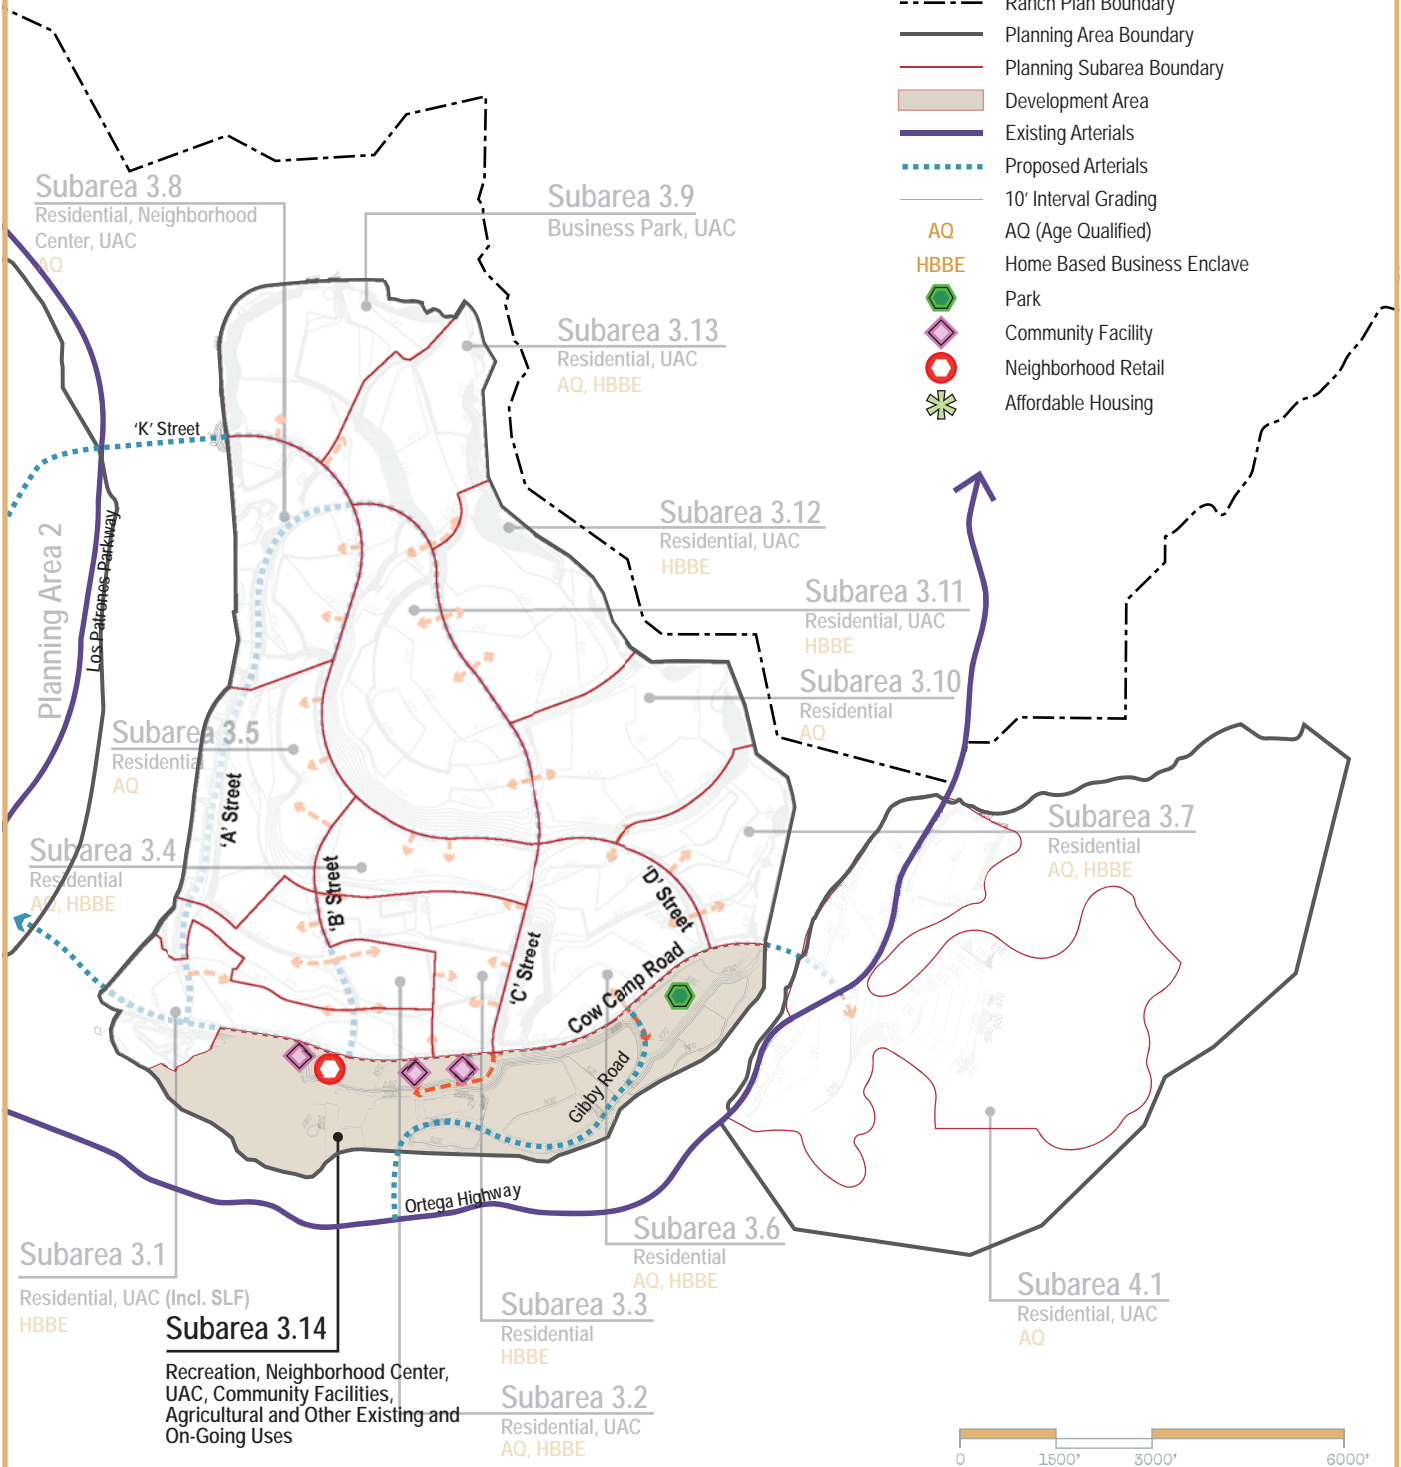 Ranch Plan Boundary
Planning Area Boundary
Planning Subarea Boundary
Development Area
Existing Arterials
Proposed Arterials
10' Interval Grading
AQ AQ (Age Qualified)
HBBE Home Based Business Enclave
Park
Community Facility
Neighborhood Retail
Affordable Housing
Subarea 3.8
Residential, Neighborhood
Center, UAC
AQ
Subarea 3.9
Business Park, UAC
Subarea 3.13
Residential, UAC
AQ, HBBE
'K' Street
Planning Area 2
Los Patrones Parkway
Subarea 3.12
Residential, UAC
HBBE
Subarea 3.11
Residential, UAC
HBBE
Subarea 3.10
Residential
AQ
Subarea 3.5
Residential
AQ
'A' Street
Subarea 3.4
Residential
AQ, HBBE
'B' Street
'C' Street
'D' Street
Cow Camp Road
Gibby Road
Subarea 3.7
Residential
AQ, HBBE
Ortega Highway
Subarea 3.1
Residential, UAC (Incl. SLF)
HBBE
Subarea 3.14
Recreation, Neighborhood Center,
UAC, Community Facilities,
Agricultural and Other Existing and
On-Going Uses
Subarea 3.6
Residential
AQ, HBBE
Subarea 3.3
Residential
HBBE
Subarea 3.2
Residential, UAC
AQ, HBBE
Subarea 4.1
Residential, UAC
AQ
0 1500' 3000' 6000'